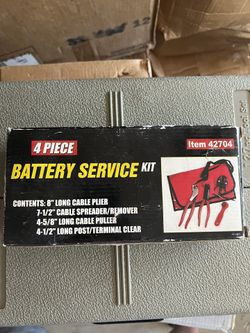 4 PIECE
Item 42704
BATTERY SERVICE KIT
CONTENTS: 8" LONG CABLE PLIER
7-1/2" CABLE SPREADER/REMOVER
4-5/8" LONG CABLE PULLER
4-1/2" LONG POST/TERMINAL CLEAR
12